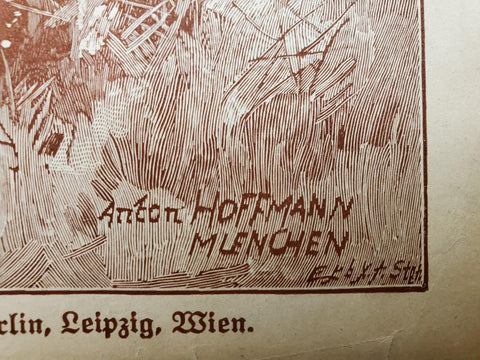 Anton HOFFMANN
MUENCHEN
rlin, Leipzig, Wien.